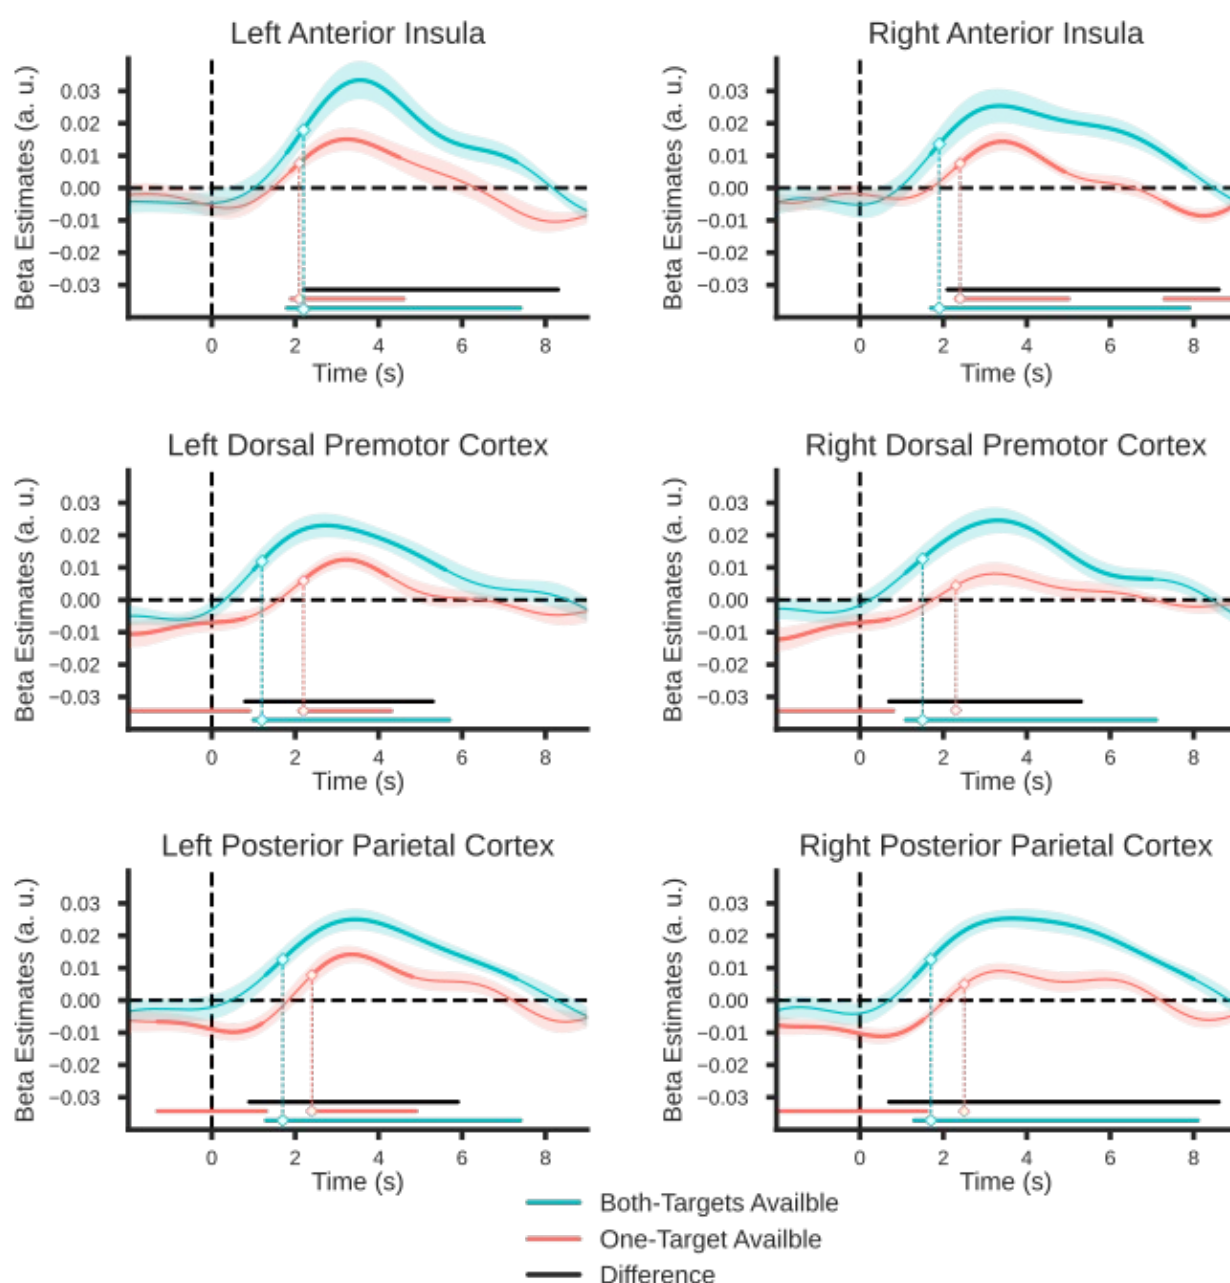 Left Anterior Insula
Right Anterior Insula
Beta Estimates (a. u.)
0.03
0.02
0.01
0.00
−0.01
−0.02
−0.03
0 2 4 6 8
Time (s)
Beta Estimates (a. u.)
0.03
0.02
0.01
0.00
−0.01
−0.02
−0.03
0 2 4 6 8
Time (s)
Left Dorsal Premotor Cortex
Right Dorsal Premotor Cortex
Beta Estimates (a. u.)
0.03
0.02
0.01
0.00
−0.01
−0.02
−0.03
0 2 4 6 8
Time (s)
Beta Estimates (a. u.)
0.03
0.02
0.01
0.00
−0.01
−0.02
−0.03
0 2 4 6 8
Time (s)
Left Posterior Parietal Cortex
Right Posterior Parietal Cortex
Beta Estimates (a. u.)
0.03
0.02
0.01
0.00
−0.01
−0.02
−0.03
0 2 4 6 8
Time (s)
Beta Estimates (a. u.)
0.03
0.02
0.01
0.00
−0.01
−0.02
−0.03
0 2 4 6 8
Time (s)
Both-Targets Availble
One-Target Availble
Difference